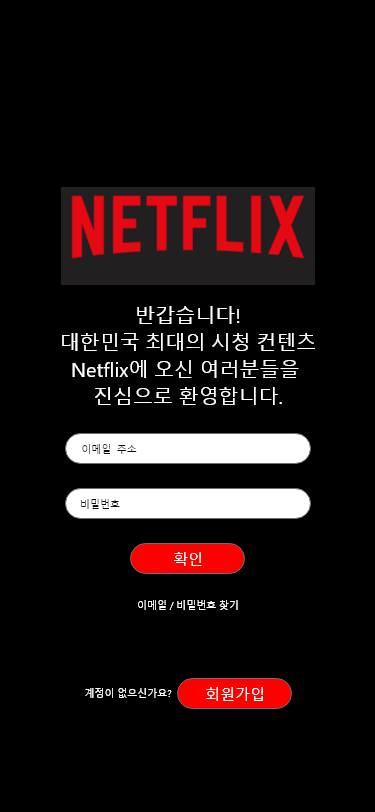 NETFLIX
반갑습니다!
대한민국 최대의 시청 컨텐츠
Netflix에 오신 여러분들을
진심으로 환영합니다.
이메일 주소
비밀번호
확인
이메일 / 비밀번호 찾기
계정이 없으신가요? 회원가입